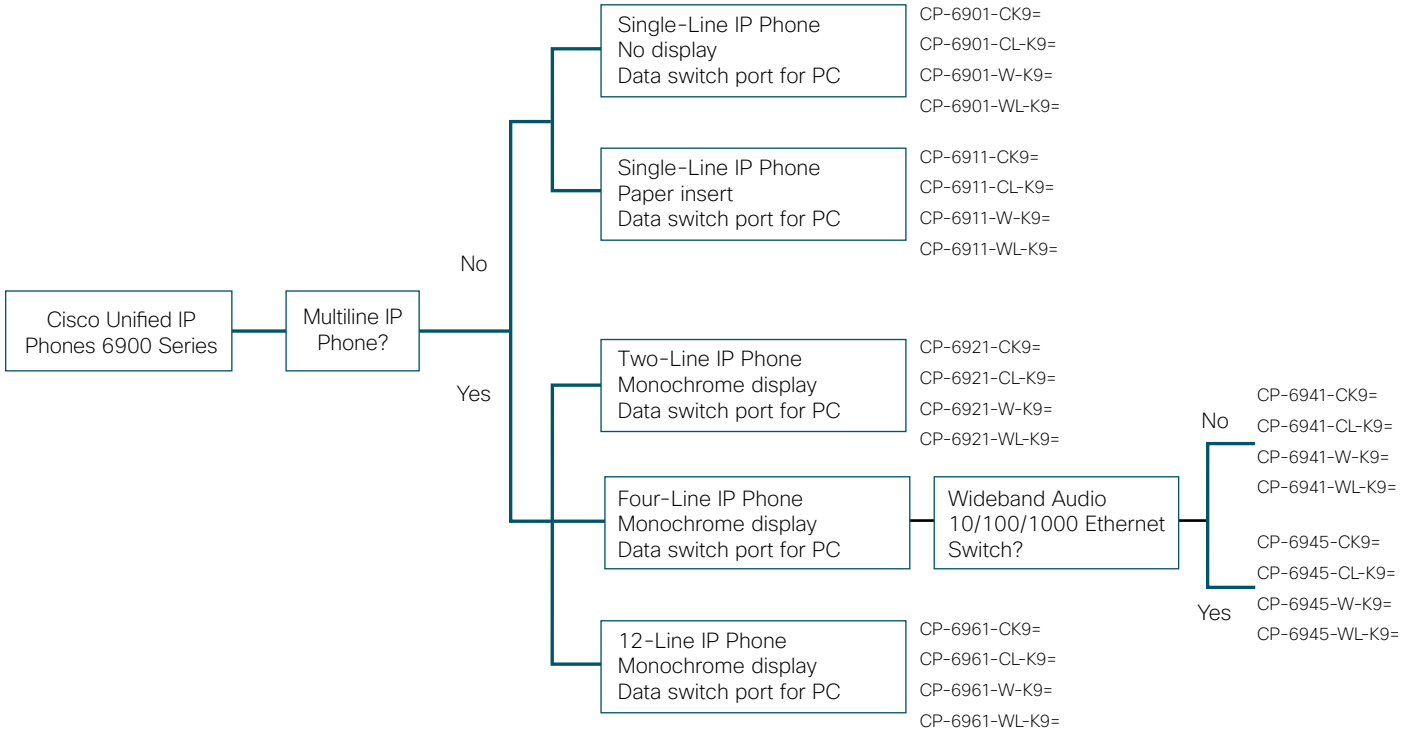 Cisco Unified IP
Phones 6900 Series
Multiline IP
Phone?
No
Yes
Single-Line IP Phone
No display
Data switch port for PC
CP-6901-CK9=
CP-6901-CL-K9=
CP-6901-W-K9=
CP-6901-WL-K9=
Single-Line IP Phone
Paper insert
Data switch port for PC
CP-6911-CK9=
CP-6911-CL-K9=
CP-6911-W-K9=
CP-6911-WL-K9=
Two-Line IP Phone
Monochrome display
Data switch port for PC
CP-6921-CK9=
CP-6921-CL-K9=
CP-6921-W-K9=
CP-6921-WL-K9=
Four-Line IP Phone
Monochrome display
Data switch port for PC
Wideband Audio
10/100/1000 Ethernet
Switch?
No
CP-6941-CK9=
CP-6941-CL-K9=
CP-6941-W-K9=
CP-6941-WL-K9=
Yes
CP-6945-CK9=
CP-6945-CL-K9=
CP-6945-W-K9=
CP-6945-WL-K9=
12-Line IP Phone
Monochrome display
Data switch port for PC
CP-6961-CK9=
CP-6961-CL-K9=
CP-6961-W-K9=
CP-6961-WL-K9=